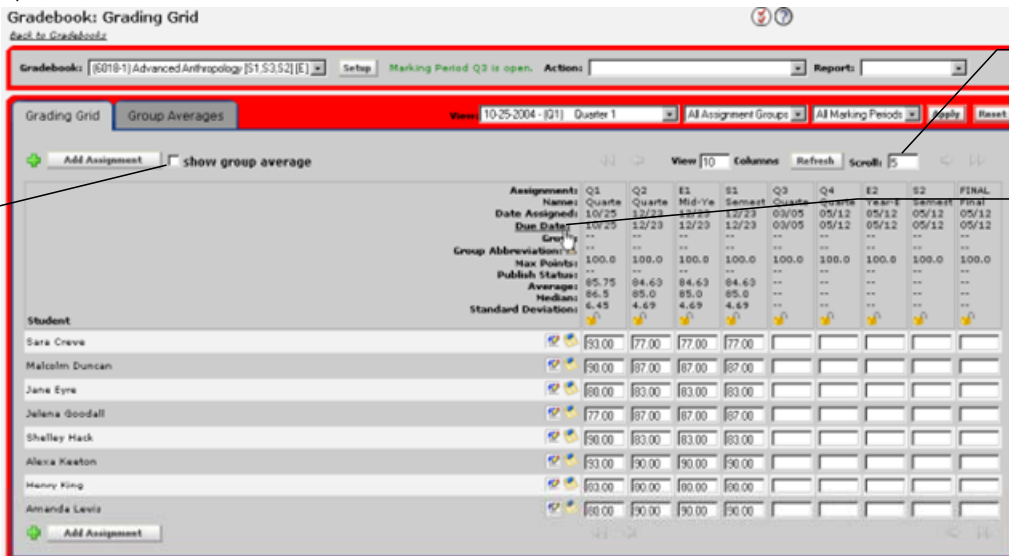 Gradebook: Grading Grid
Back to Gradebooks
Gradebook: (6018-1) Advanced Anthropology [S1,S3,S2] [E] Setup Marking Period Q3 is open. Action: Report:
Grading Grid Group Averages View: 10-25-2004 - (Q1) Quarter 1 All Assignment Groups All Marking Periods Apply Reset
Add Assignment show group average View 10 Columns Refresh Scroll: 5
Assignment: Q1 Q2 E1 S1 Q3 Q4 E2 S2 FINAL
Name: Quarte Quarte Mid-Ye Semest Quarte Quarte Year-E Semest Final
Date Assigned: 10/25 12/23 12/23 12/23 03/05 05/12 05/12 05/12 05/12
Due Date: 10/25 12/23 12/23 12/23 03/05 05/12 05/12 05/12 05/12
-- -- -- -- -- -- -- -- --
Group Abbreviation: -- -- -- -- -- -- -- -- --
Max Points: 100.0 100.0 100.0 100.0 100.0 100.0 100.0 100.0 100.0
Publish Status: -- -- -- -- -- -- -- -- --
Average: 85.75 84.63 84.63 84.63 -- -- -- -- --
Median: 86.5 85.0 85.0 85.0 -- -- -- -- --
Standard Deviation: 6.45 4.69 4.69 4.69 -- -- -- -- --
Student
Sara Creve 93.00 77.00 77.00 77.00
Malcolm Duncan 90.00 87.00 87.00 87.00
Jane Eyre 80.00 83.00 83.00 83.00
Jelena Goodall 77.00 87.00 87.00 87.00
Shelley Hack 90.00 83.00 83.00 83.00
Alexa Keeton 93.00 90.00 90.00 90.00
Henry King 83.00 80.00 80.00 80.00
Amanda Lewis 80.00 90.00 90.00 90.00
Add Assignment